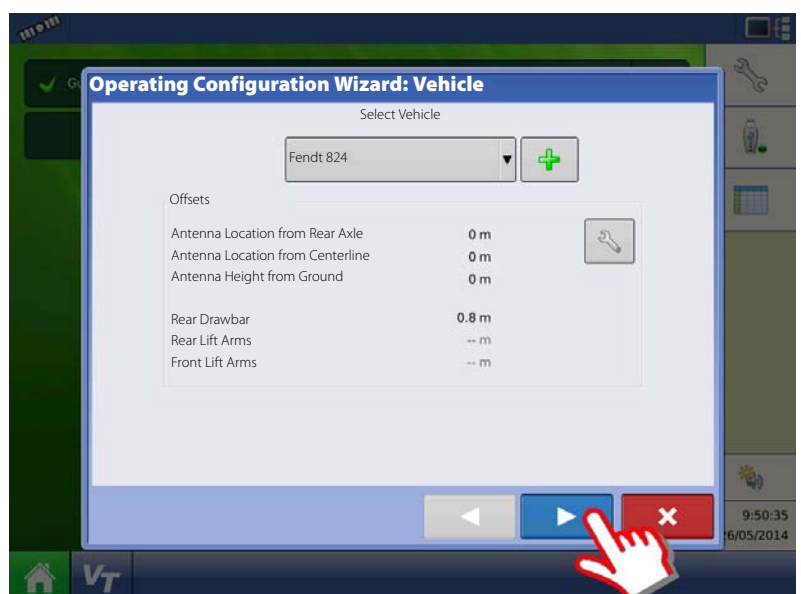 Operating Configuration Wizard: Vehicle
Select Vehicle
Fendt 824
Offsets
Antenna Location from Rear Axle 0 m
Antenna Location from Centerline 0 m
Antenna Height from Ground 0 m
Rear Drawbar 0.8 m
Rear Lift Arms -- m
Front Lift Arms -- m
9:50:35
6/05/2014
VT